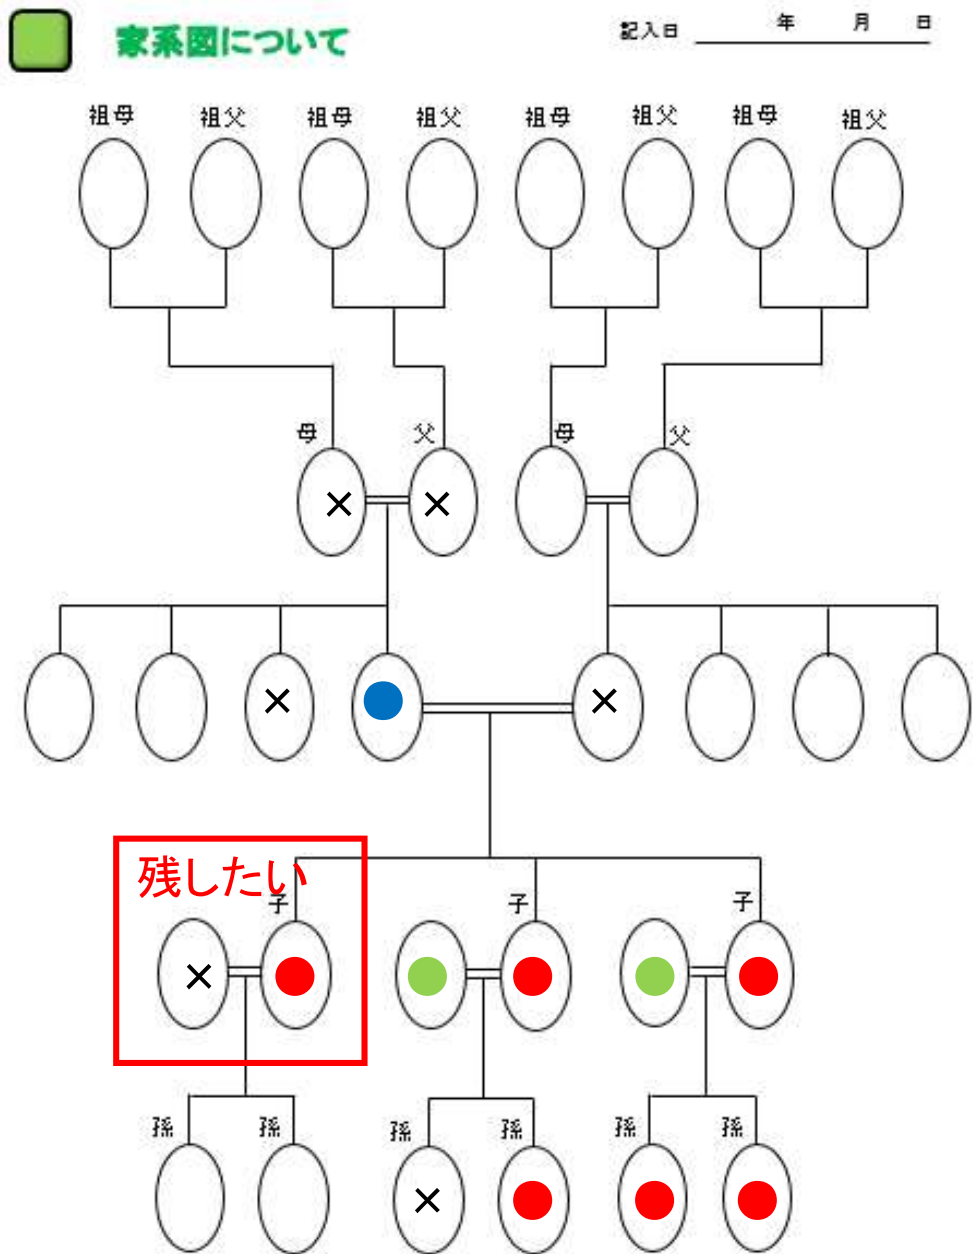 家系図について
記入日 年 月 日
祖母 祖父 祖母 祖父 祖母 祖父 祖母 祖父
母 父 母 父
残したい
子 子 子
孫 孫 孫 孫 孫 孫